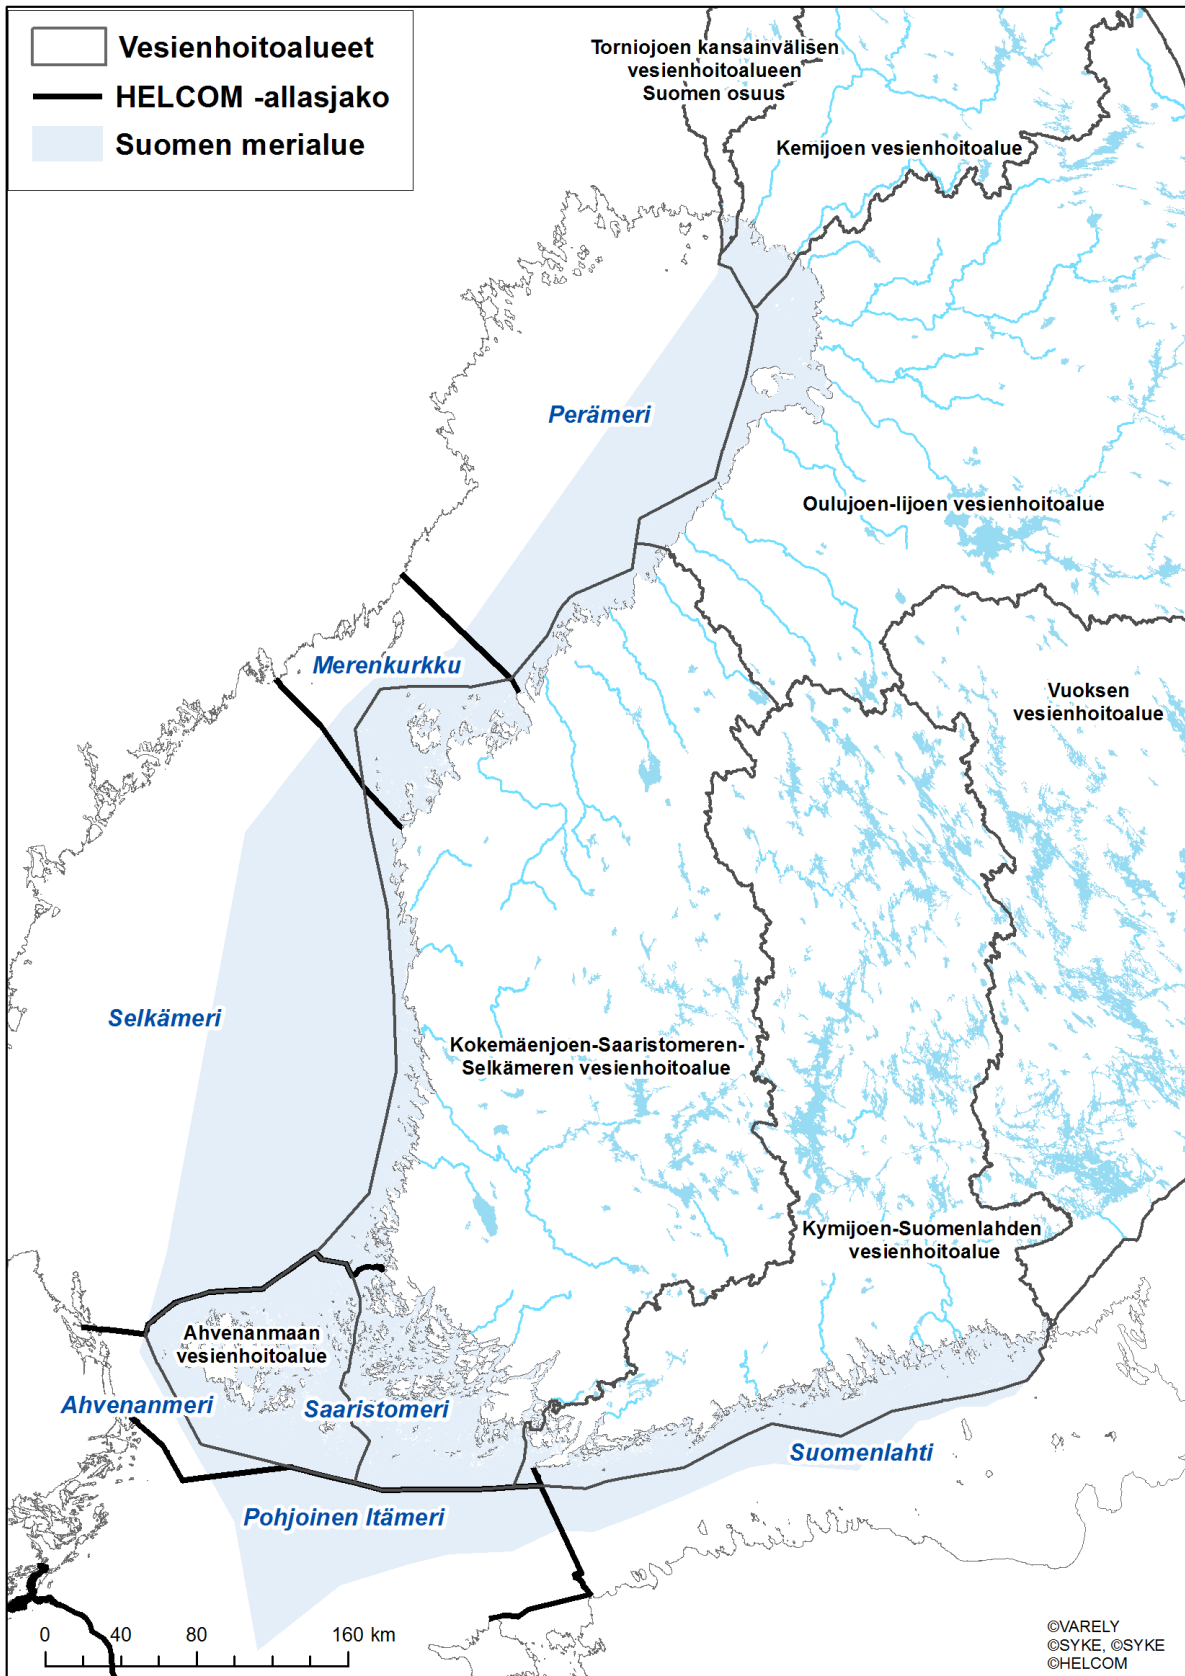 Vesienhoitoalueet
HELCOM -allasjako
Suomen merialue
Torniojoen kansainvälisen
vesienhoitoalueen
Suomen osuus
Kemijoen vesienhoitoalue
Perämeri
Oulujoen-Iijoen vesienhoitoalue
Merenkurkku
Vuoksen
vesienhoitoalue
Selkämeri
Kokemäenjoen-Saaristomeren-
Selkämeren vesienhoitoalue
Kymijoen-Suomenlahden
vesienhoitoalue
Ahvenanmaan
vesienhoitoalue
Ahvenanmeri
Saaristomeri
Suomenlahti
Pohjoinen Itämeri
0 40 80 160 km
©VARELY
©SYKE, ©SYKE
©HELCOM